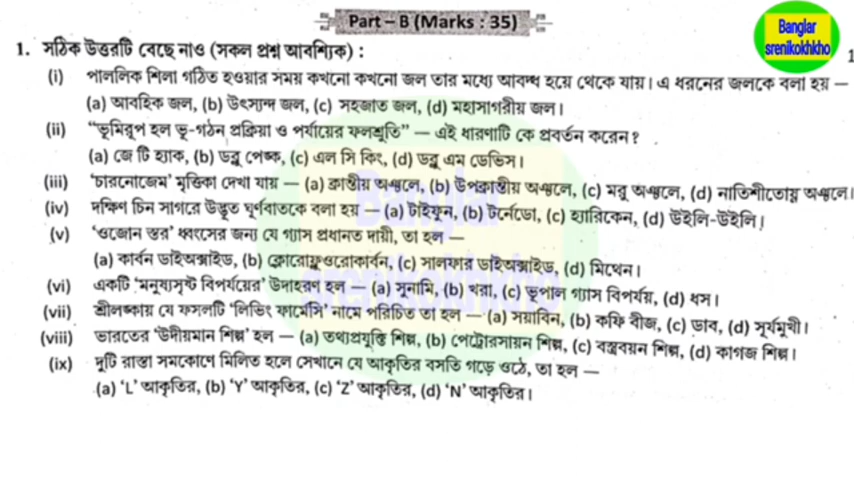 Part – B (Marks : 35)
Banglar
srenikokhkho
1. সঠিক উত্তরটি বেছে নাও (সকল প্রশ্ন আবশ্যিক) :
1
(i) পাললিক শিলা গঠিত হওয়ার সময় কখনো কখনো জল তার মধ্যে আবদ্ধ হয়ে থেকে যায়। এ ধরনের জলকে বলা হয় —
(a) আবহিক জল, (b) উৎস্যন্দ জল, (c) সহজাত জল, (d) মহাসাগরীয় জল।
(ii) “ভূমিরূপ হল ভূ-গঠন প্রক্রিয়া ও পর্যায়ের ফলশ্রুতি” — এই ধারণাটি কে প্রবর্তন করেন?
(a) জে টি হ্যাক, (b) ডব্লু পেঙ্ক, (c) এল সি কিং, (d) ডব্লু এম ডেভিস।
(iii) ‘চারনোজেম’ মৃত্তিকা দেখা যায় — (a) ক্রান্তীয় অঞ্চলে, (b) উপক্রান্তীয় অঞ্চলে, (c) মরু অঞ্চলে, (d) নাতিশীতোষ্ণ অঞ্চলে।
(iv) দক্ষিণ চিন সাগরে উদ্ভূত ঘূর্ণবাতকে বলা হয় — (a) টাইফুন, (b) টর্নেডো, (c) হ্যারিকেন, (d) উইলি-উইলি।
(v) ‘ওজোন স্তর’ ধ্বংসের জন্য যে গ্যাস প্রধানত দায়ী, তা হল —
(a) কার্বন ডাইঅক্সাইড, (b) ক্লোরোফ্লুওরোকার্বন, (c) সালফার ডাইঅক্সাইড, (d) মিথেন।
(vi) একটি ‘মনুষ্যসৃষ্ট বিপর্যয়ের’ উদাহরণ হল — (a) সুনামি, (b) খরা, (c) ভূপাল গ্যাস বিপর্যয়, (d) ধস।
(vii) শ্রীলঙ্কায় যে ফসলটি ‘লিভিং ফার্মেসি’ নামে পরিচিত তা হল — (a) সয়াবিন, (b) কফি বীজ, (c) ডাব, (d) সূর্যমুখী।
(viii) ভারতের ‘উদীয়মান শিল্প’ হল — (a) তথ্যপ্রযুক্তি শিল্প, (b) পেট্রোরসায়ন শিল্প, (c) বস্ত্রবয়ন শিল্প, (d) কাগজ শিল্প।
(ix) দুটি রাস্তা সমকোণে মিলিত হলে সেখানে যে আকৃতির বসতি গড়ে ওঠে, তা হল —
(a) ‘L’ আকৃতির, (b) ‘Y’ আকৃতির, (c) ‘Z’ আকৃতির, (d) ‘N’ আকৃতির।
Banglar
srenikokhkho